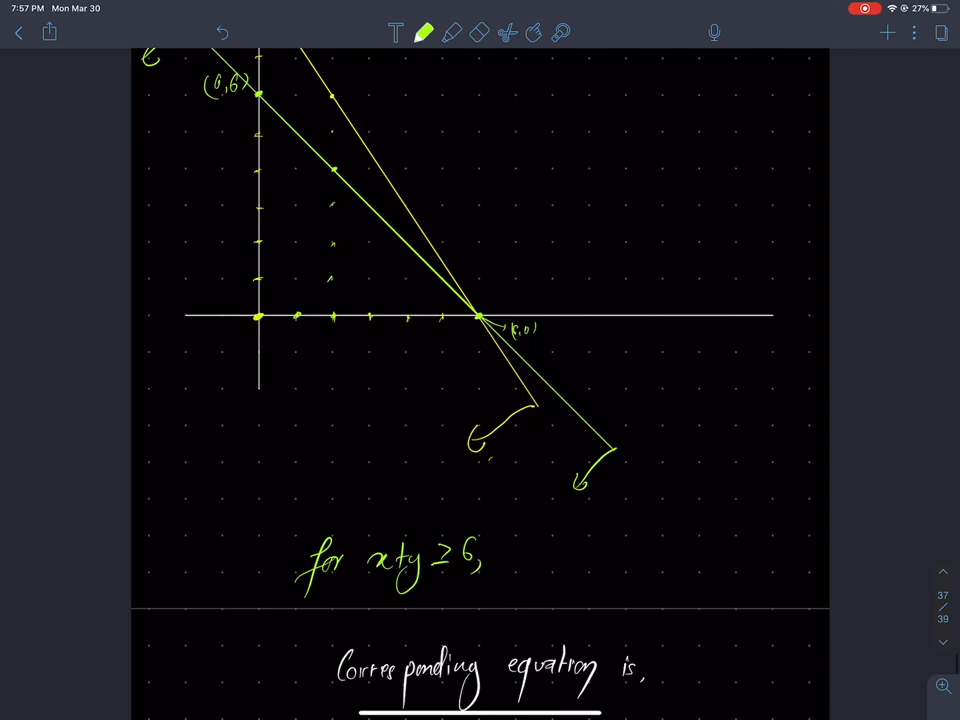 7:57 PM Mon Mar 30
27%
T
(0,6)
(6,0)
for x+y ≥ 6,
37
/
39
Corresponding equation is,